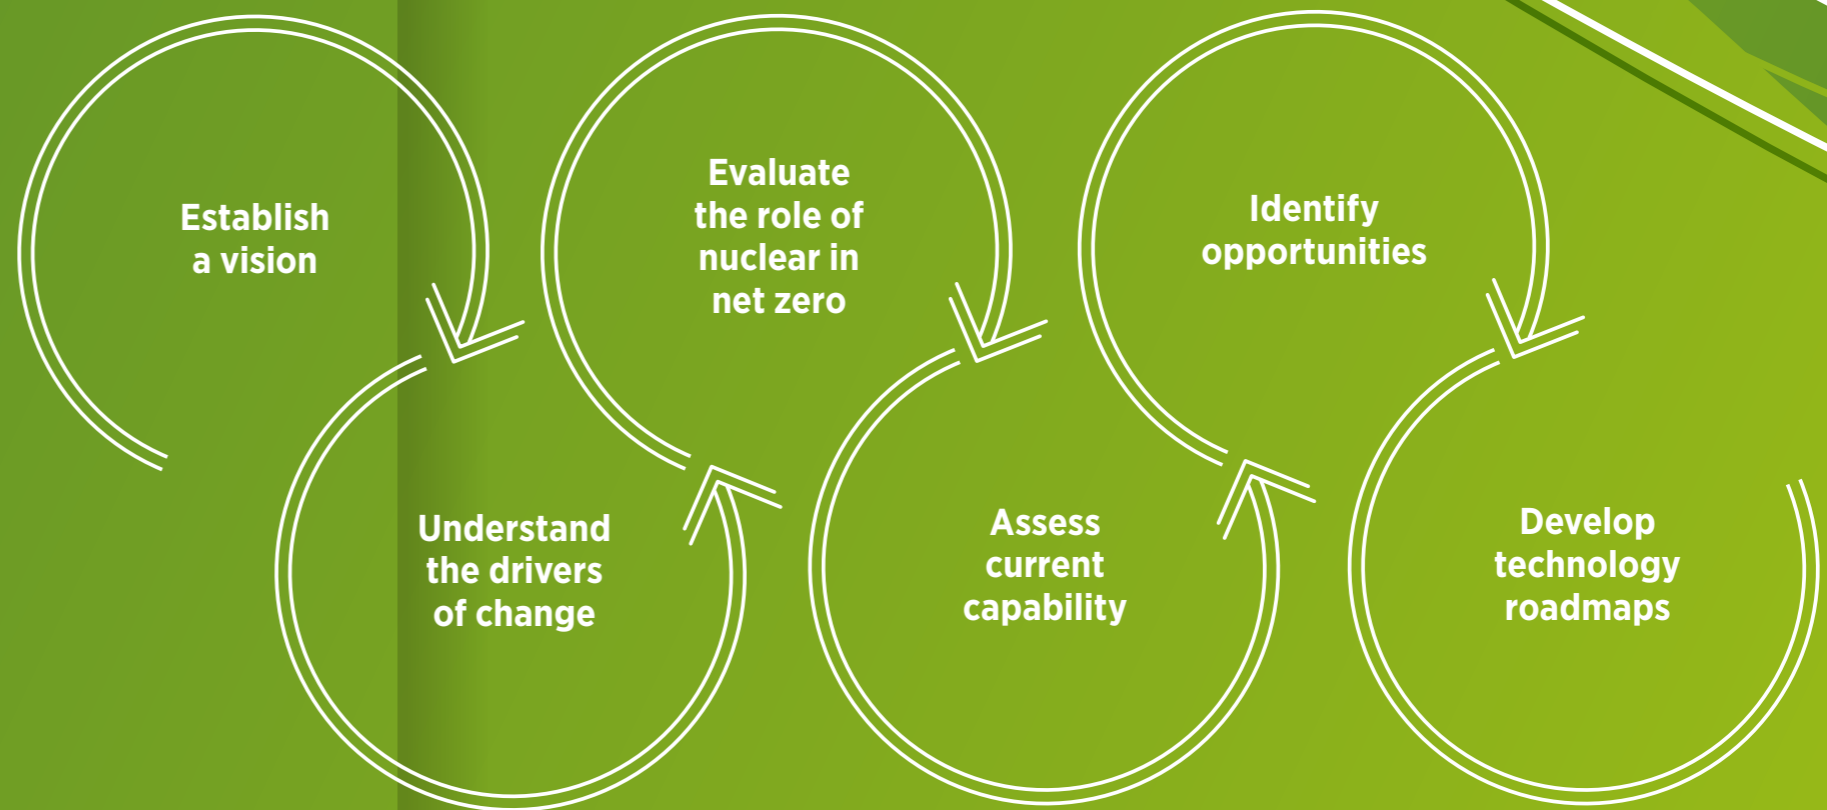 Establish
a vision
Understand
the drivers
of change
Evaluate
the role of
nuclear in
net zero
Assess
current
capability
Identify
opportunities
Develop
technology
roadmaps